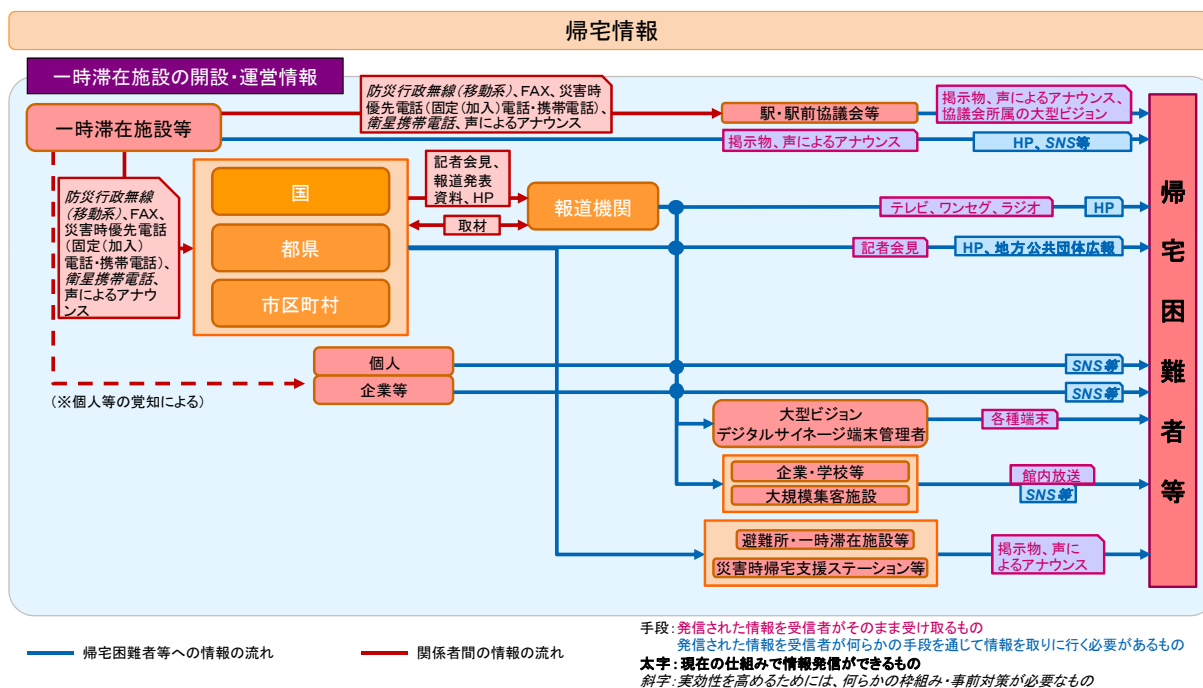 帰宅情報
一時滞在施設の開設・運営情報
一時滞在施設等
防災行政無線(移動系)、FAX、災害時
優先電話(固定(加入)電話・携帯電話)、
衛星携帯電話、声によるアナウンス
駅・駅前協議会等
掲示物、声によるアナウンス、
協議会所属の大型ビジョン
掲示物、声によるアナウンス
HP、SNS等
防災行政無線
(移動系)、FAX、
災害時優先電話
(固定(加入)
電話・携帯電話)、
衛星携帯電話、
声によるアナウ
ンス
国
都県
市区町村
記者会見、
報道発表
資料、HP
取材
報道機関
テレビ、ワンセグ、ラジオ
HP
記者会見
HP、地方公共団体広報
個人
企業等
SNS等
SNS等
(※個人等の覚知による)
大型ビジョン
デジタルサイネージ端末管理者
各種端末
企業・学校等
大規模集客施設
館内放送
SNS等
避難所・一時滞在施設等
災害時帰宅支援ステーション等
掲示物、声に
よるアナウンス
帰宅困難者等
帰宅困難者等への情報の流れ
関係者間の情報の流れ
手段:発信された情報を受信者がそのまま受け取るもの
発信された情報を受信者が何らかの手段を通じて情報を取りに行く必要があるもの
太字:現在の仕組みで情報発信ができるもの
斜字:実効性を高めるためには、何らかの枠組み・事前対策が必要なもの